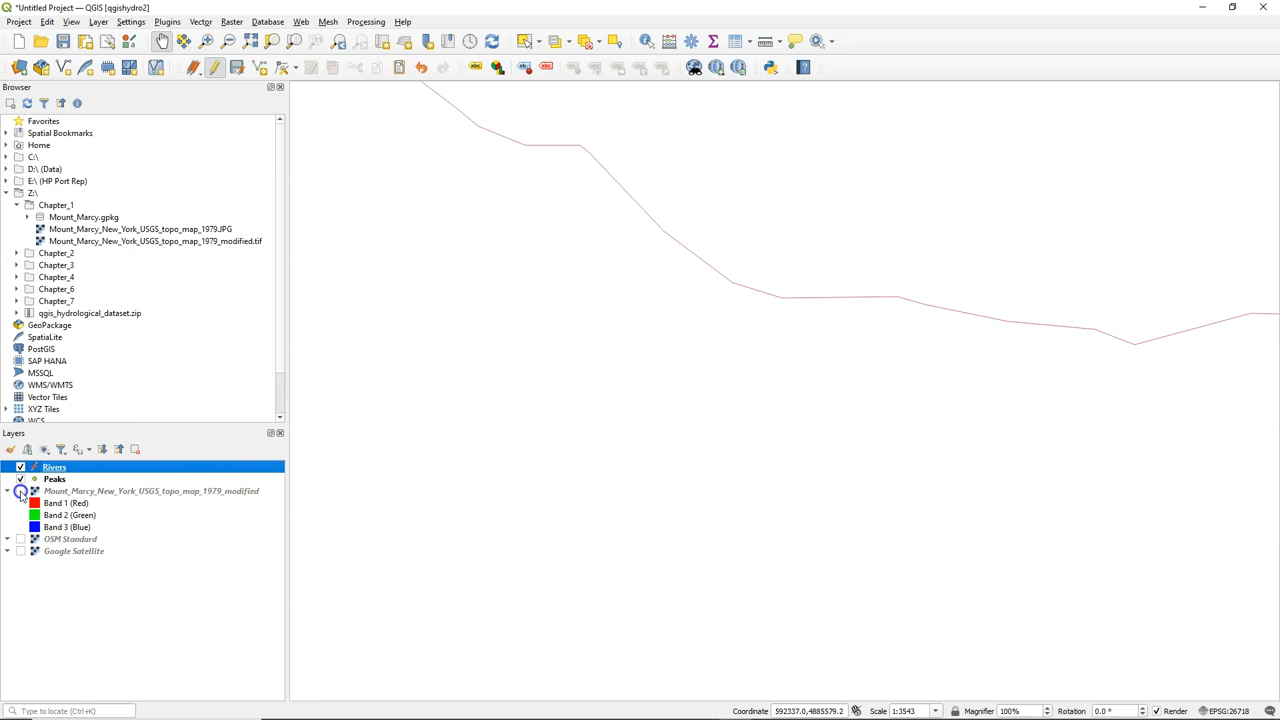 *Untitled Project — QGIS [qgishydro2]
Project Edit View Layer Settings Plugins Vector Raster Database Web Mesh Processing Help
Browser
Favorites
Spatial Bookmarks
Home
C:\
D:\ (Data)
E:\ (HP Port Rep)
Z:\
Chapter_1
Mount_Marcy.gpkg
Mount_Marcy_New_York_USGS_topo_map_1979.JPG
Mount_Marcy_New_York_USGS_topo_map_1979_modified.tif
Chapter_2
Chapter_3
Chapter_4
Chapter_6
Chapter_7
qgis_hydrological_dataset.zip
GeoPackage
SpatiaLite
PostGIS
SAP HANA
MSSQL
WMS/WMTS
Vector Tiles
XYZ Tiles
WCS
Layers
Rivers
Peaks
Mount_Marcy_New_York_USGS_topo_map_1979_modified
Band 1 (Red)
Band 2 (Green)
Band 3 (Blue)
OSM Standard
Google Satellite
Type to locate (Ctrl+K) Coordinate 592337.0,4885579.2 Scale 1:3543 Magnifier 100% Rotation 0.0 ° Render EPSG:26718